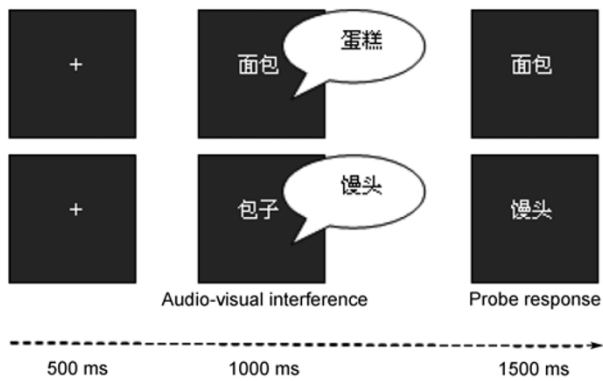 +
面包
蛋糕
面包
+
包子
馒头
馒头
Audio-visual interference
Probe response
500 ms
1000 ms
1500 ms